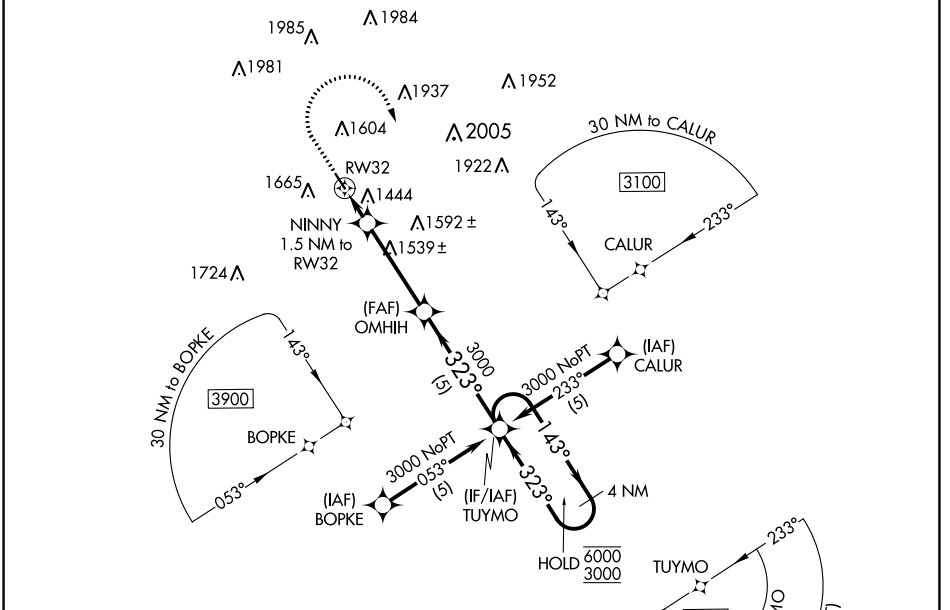 1984
1985
1981
1937
1952
1604
2005
1922
RW32
1665
1444
NINNY
1.5 NM to
RW32
1592 ±
1539 ±
1724
30 NM to CALUR
3100
143°
233°
CALUR
(FAF)
OMHIH
3000
323°
(5)
(IAF)
CALUR
3000 NoPT
233°
(5)
30 NM to BOPKE
143°
3900
BOPKE
053°
3000 NoPT
053°
(5)
(IAF)
BOPKE
(IF/IAF)
TUYMO
143°
323°
4 NM
HOLD 6000
3000
TUYMO
233°
MO